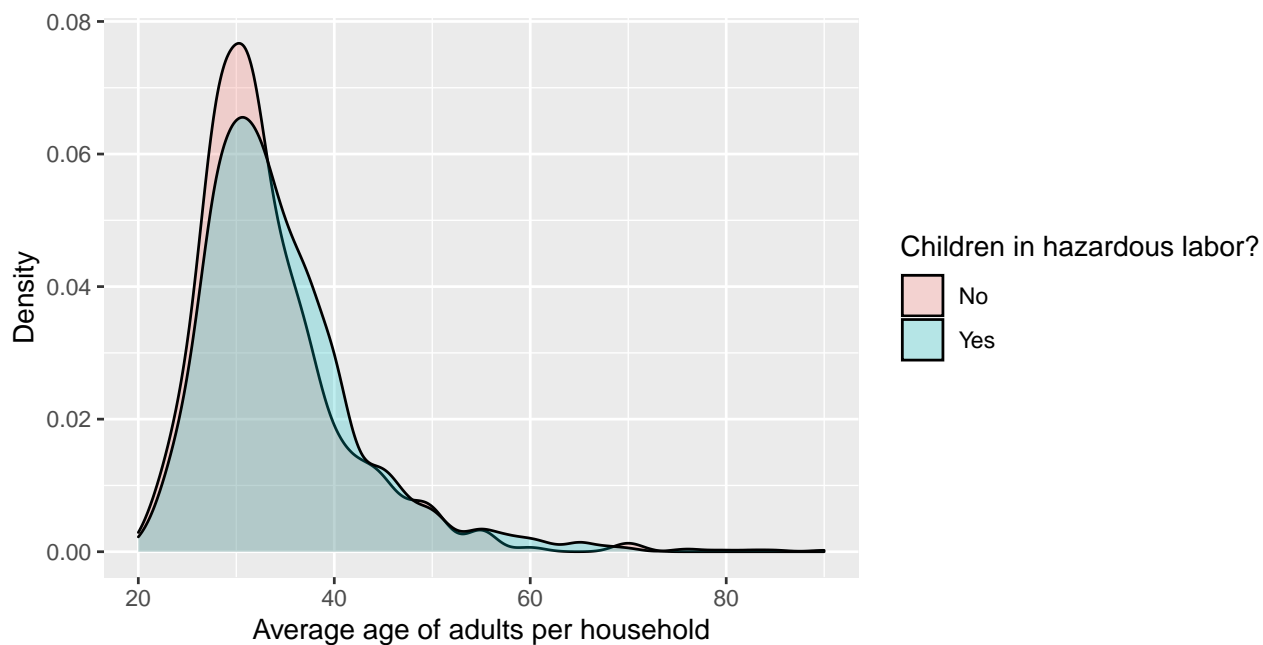 0.08
0.06
0.04
0.02
0.00
Density
20 40 60 80
Average age of adults per household
Children in hazardous labor?
No
Yes